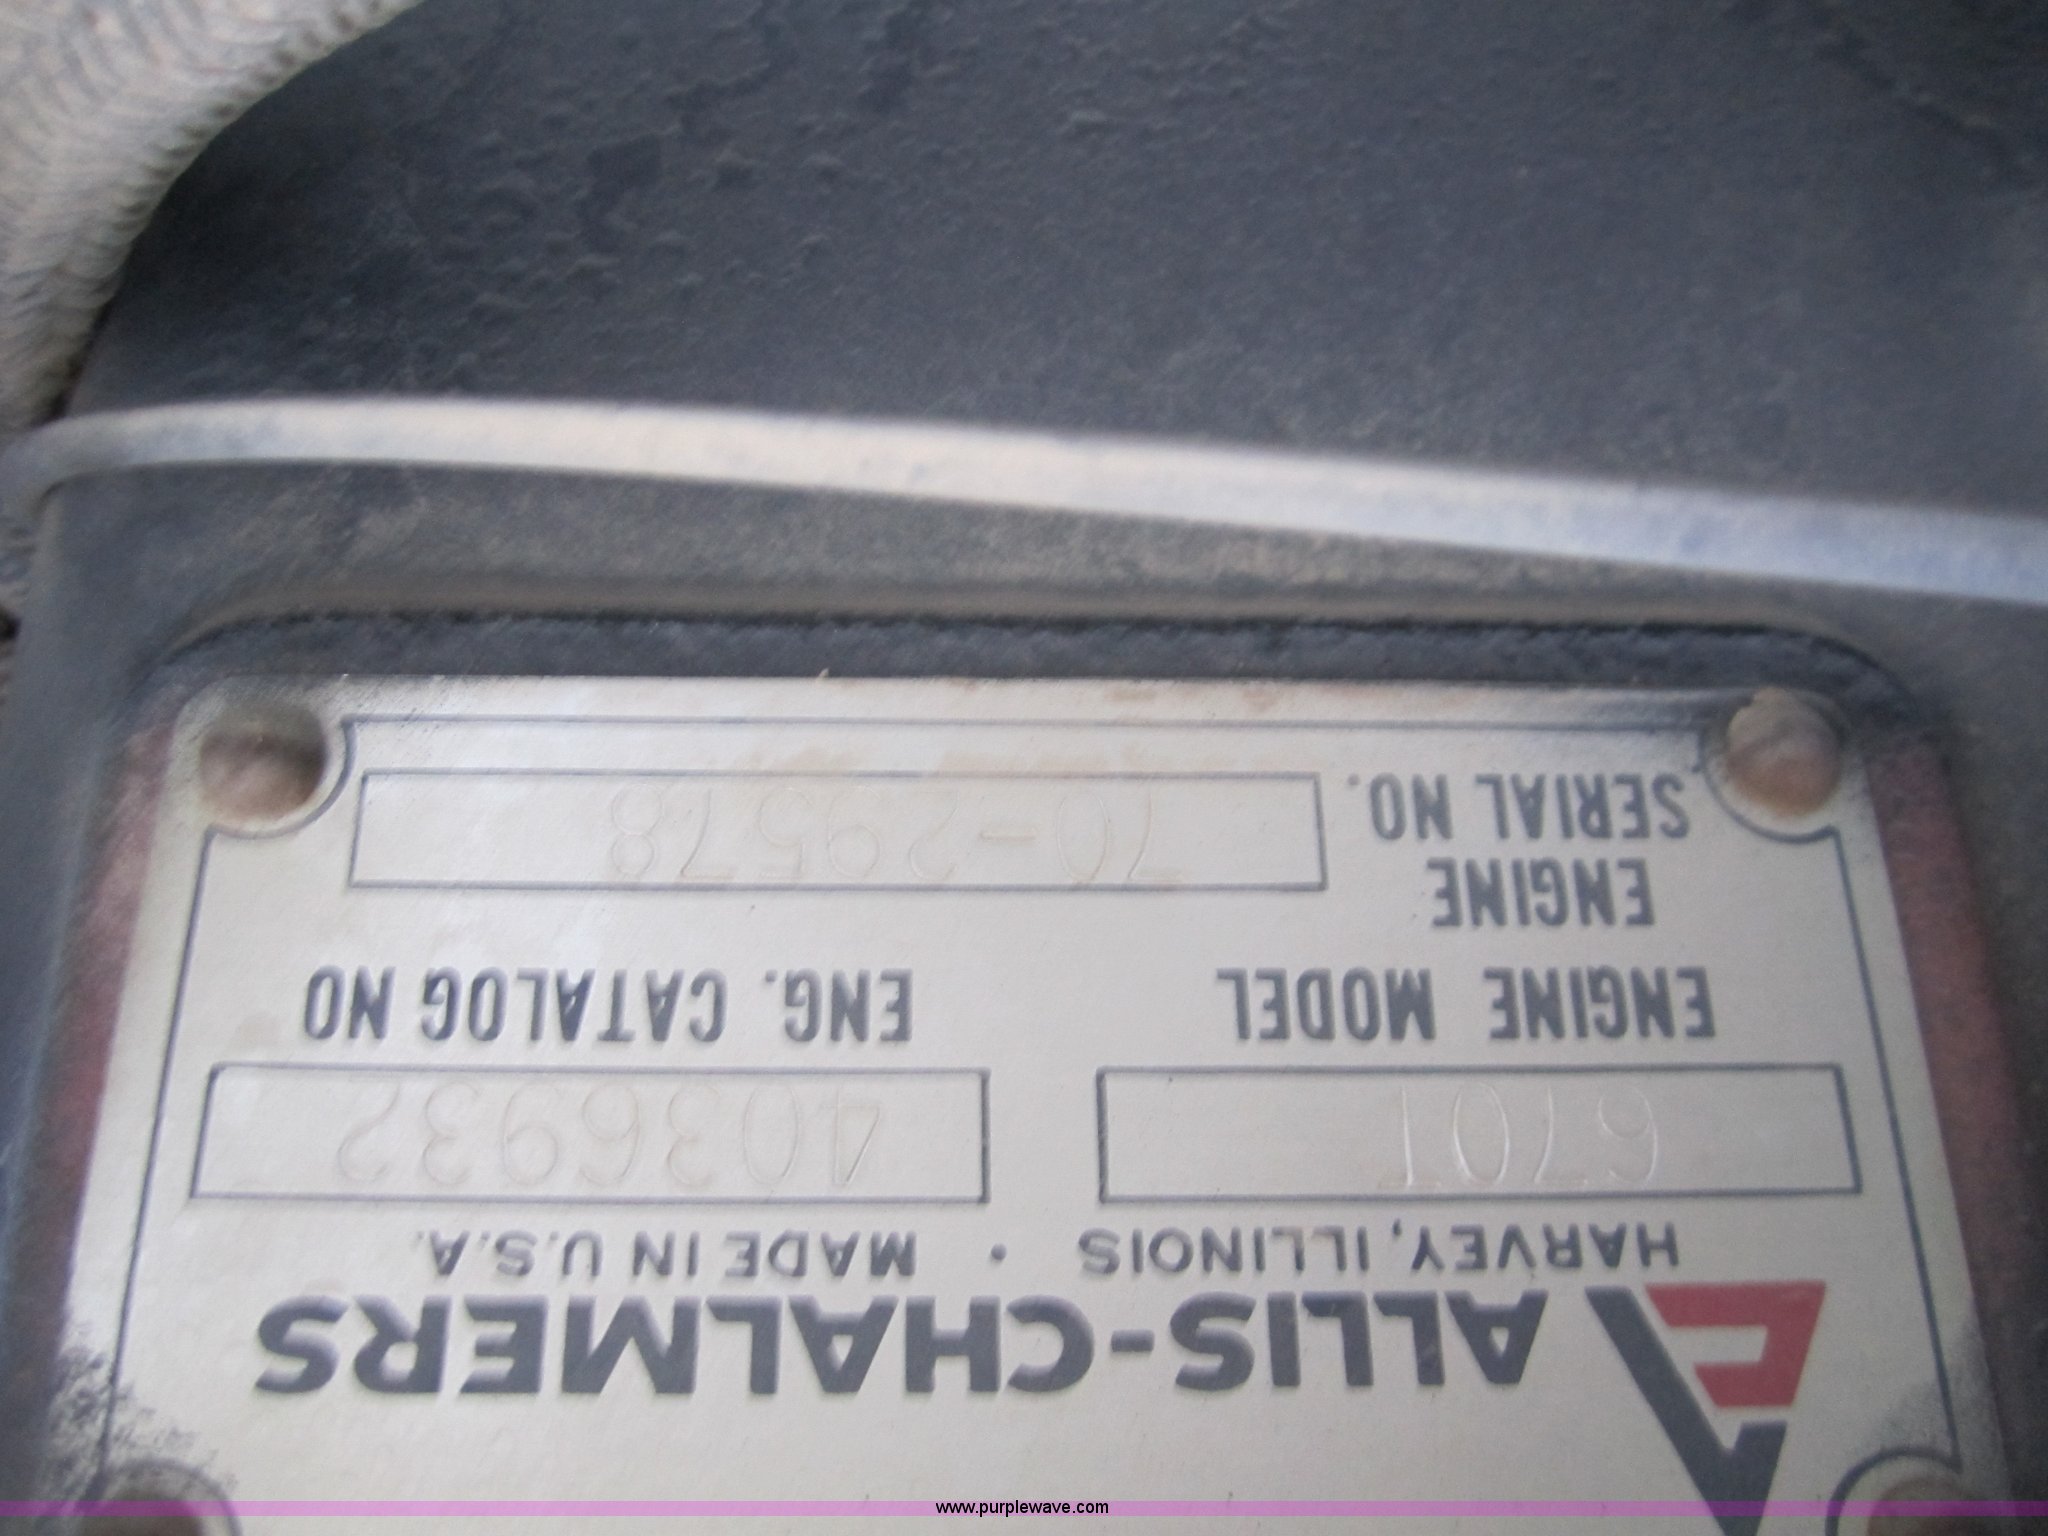 ALLIS-CHALMERS
HARVEY, ILLINOIS • MADE IN U.S.A.
670T 4036932
ENGINE MODEL ENG. CATALOG NO
ENGINE
SERIAL NO. 70-29578
www.purplewave.com